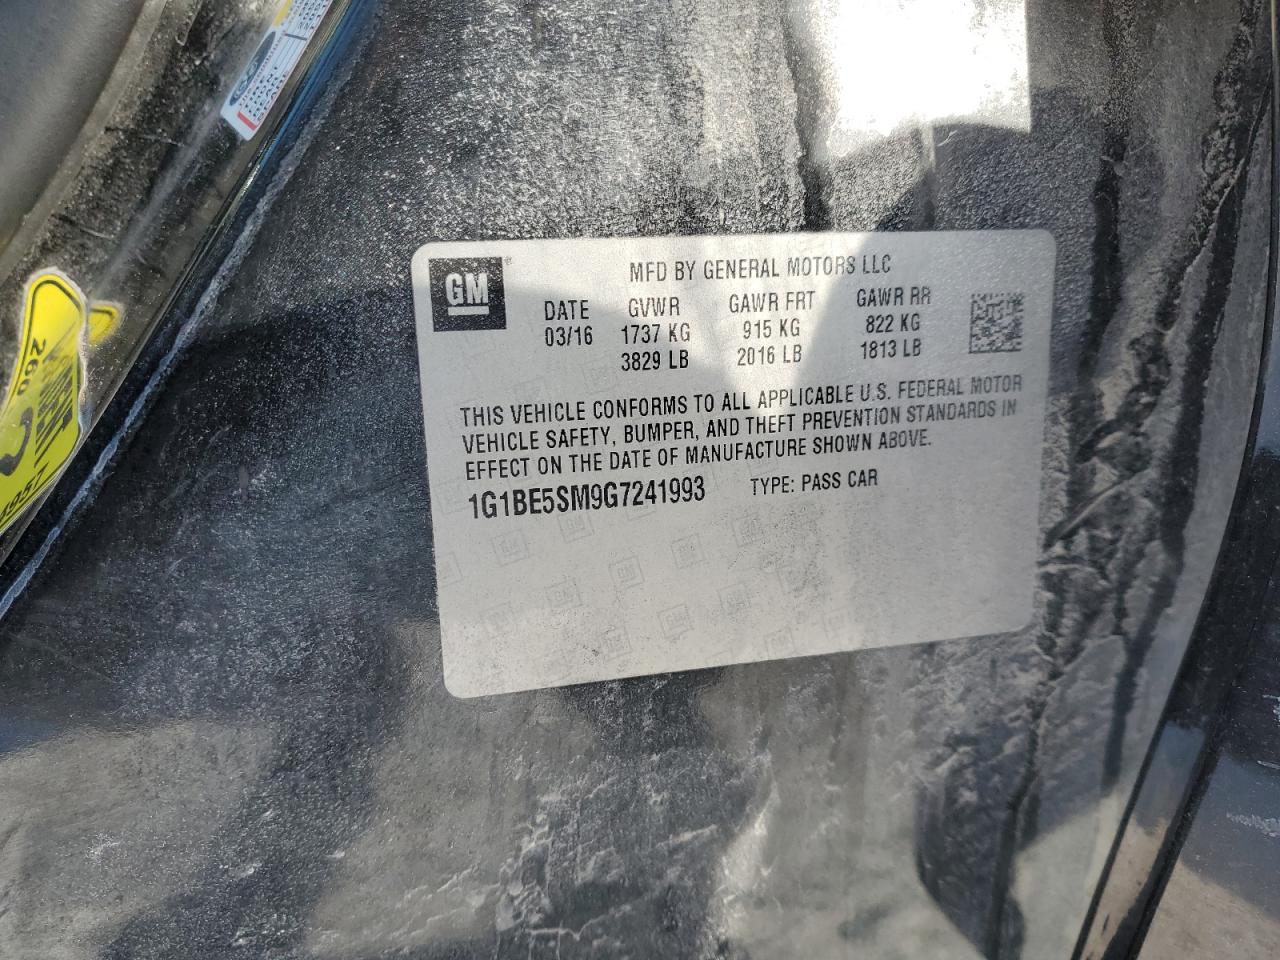 GM
®
MFD BY GENERAL MOTORS LLC
DATE GVWR GAWR FRT GAWR RR
03/16 1737 KG 915 KG 822 KG
3829 LB 2016 LB 1813 LB
THIS VEHICLE CONFORMS TO ALL APPLICABLE U.S. FEDERAL MOTOR
VEHICLE SAFETY, BUMPER, AND THEFT PREVENTION STANDARDS IN
EFFECT ON THE DATE OF MANUFACTURE SHOWN ABOVE.
1G1BE5SM9G7241993 TYPE: PASS CAR
260